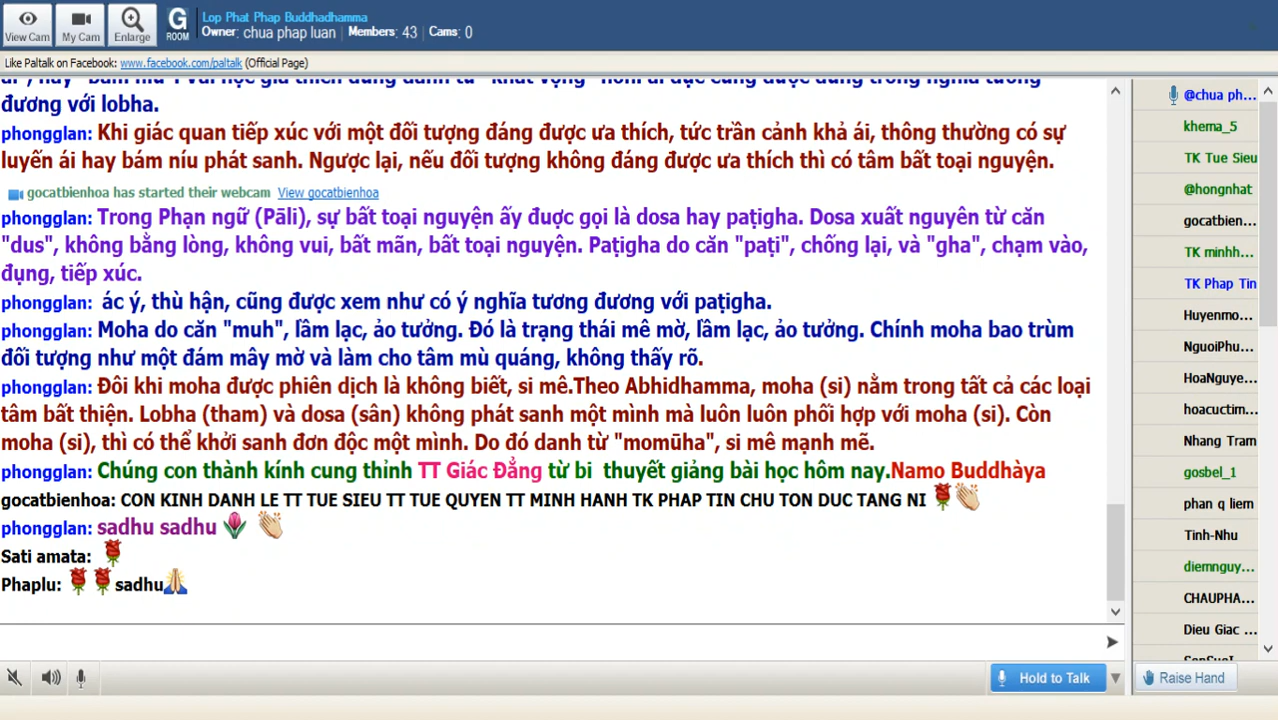 Lop Phat Phap Buddhadhamma
Owner: chua phap luan | Members: 43 | Cams: 0
View Cam
My Cam
Enlarge
G
ROOM
Like Paltalk on Facebook: www.facebook.com/paltalk (Official Page)
đương với lobha.
phongglan: Khi giác quan tiếp xúc với một đối tượng đáng được ưa thích, tức trần cảnh khả ái, thông thường có sự
luyến ái hay bám níu phát sanh. Ngược lại, nếu đối tượng không đáng được ưa thích thì có tâm bất toại nguyện.
gocatbienhoa has started their webcam View gocatbienhoa
phongglan: Trong Phạn ngữ (Pāli), sự bất toại nguyện ấy đuợc gọi là dosa hay paṭigha. Dosa xuất nguyên từ căn
"dus", không bằng lòng, không vui, bất mãn, bất toại nguyện. Paṭigha do căn "paṭi", chống lại, và "gha", chạm vào,
đụng, tiếp xúc.
phongglan: ác ý, thù hận, cũng được xem như có ý nghĩa tương đương với paṭigha.
phongglan: Moha do căn "muh", lầm lạc, ảo tưởng. Đó là trạng thái mê mờ, lầm lạc, ảo tưởng. Chính moha bao trùm
đối tượng như một đám mây mờ và làm cho tâm mù quáng, không thấy rõ.
phongglan: Đôi khi moha được phiên dịch là không biết, si mê.Theo Abhidhamma, moha (si) nằm trong tất cả các loại
tâm bất thiện. Lobha (tham) và dosa (sân) không phát sanh một mình mà luôn luôn phối hợp với moha (si). Còn
moha (si), thì có thể khởi sanh đơn độc một mình. Do đó danh từ "momūha", si mê mạnh mẽ.
phongglan: Chúng con thành kính cung thỉnh TT Giác Đẳng từ bi thuyết giảng bài học hôm nay.Namo Buddhàya
gocatbienhoa: CON KINH DANH LE TT TUE SIEU TT TUE QUYEN TT MINH HANH TK PHAP TIN CHU TON DUC TANG NI 🌹👏
phongglan: sadhu sadhu 🌷 👏
Sati amata: 🌹
Phaplu: 🌹🌹sadhu🙏
@chua ph...
khema_5
TK Tue Sieu
@hongnhat
gocatbien...
TK minhh...
TK Phap Tin
Huyenmo...
NguoiPhu...
HoaNguye...
hoacuctim...
Nhang Tram
gosbel_1
phan q liem
Tinh-Nhu
diemnguy...
CHAUPHA...
Dieu Giac ...
Hold to Talk
Raise Hand